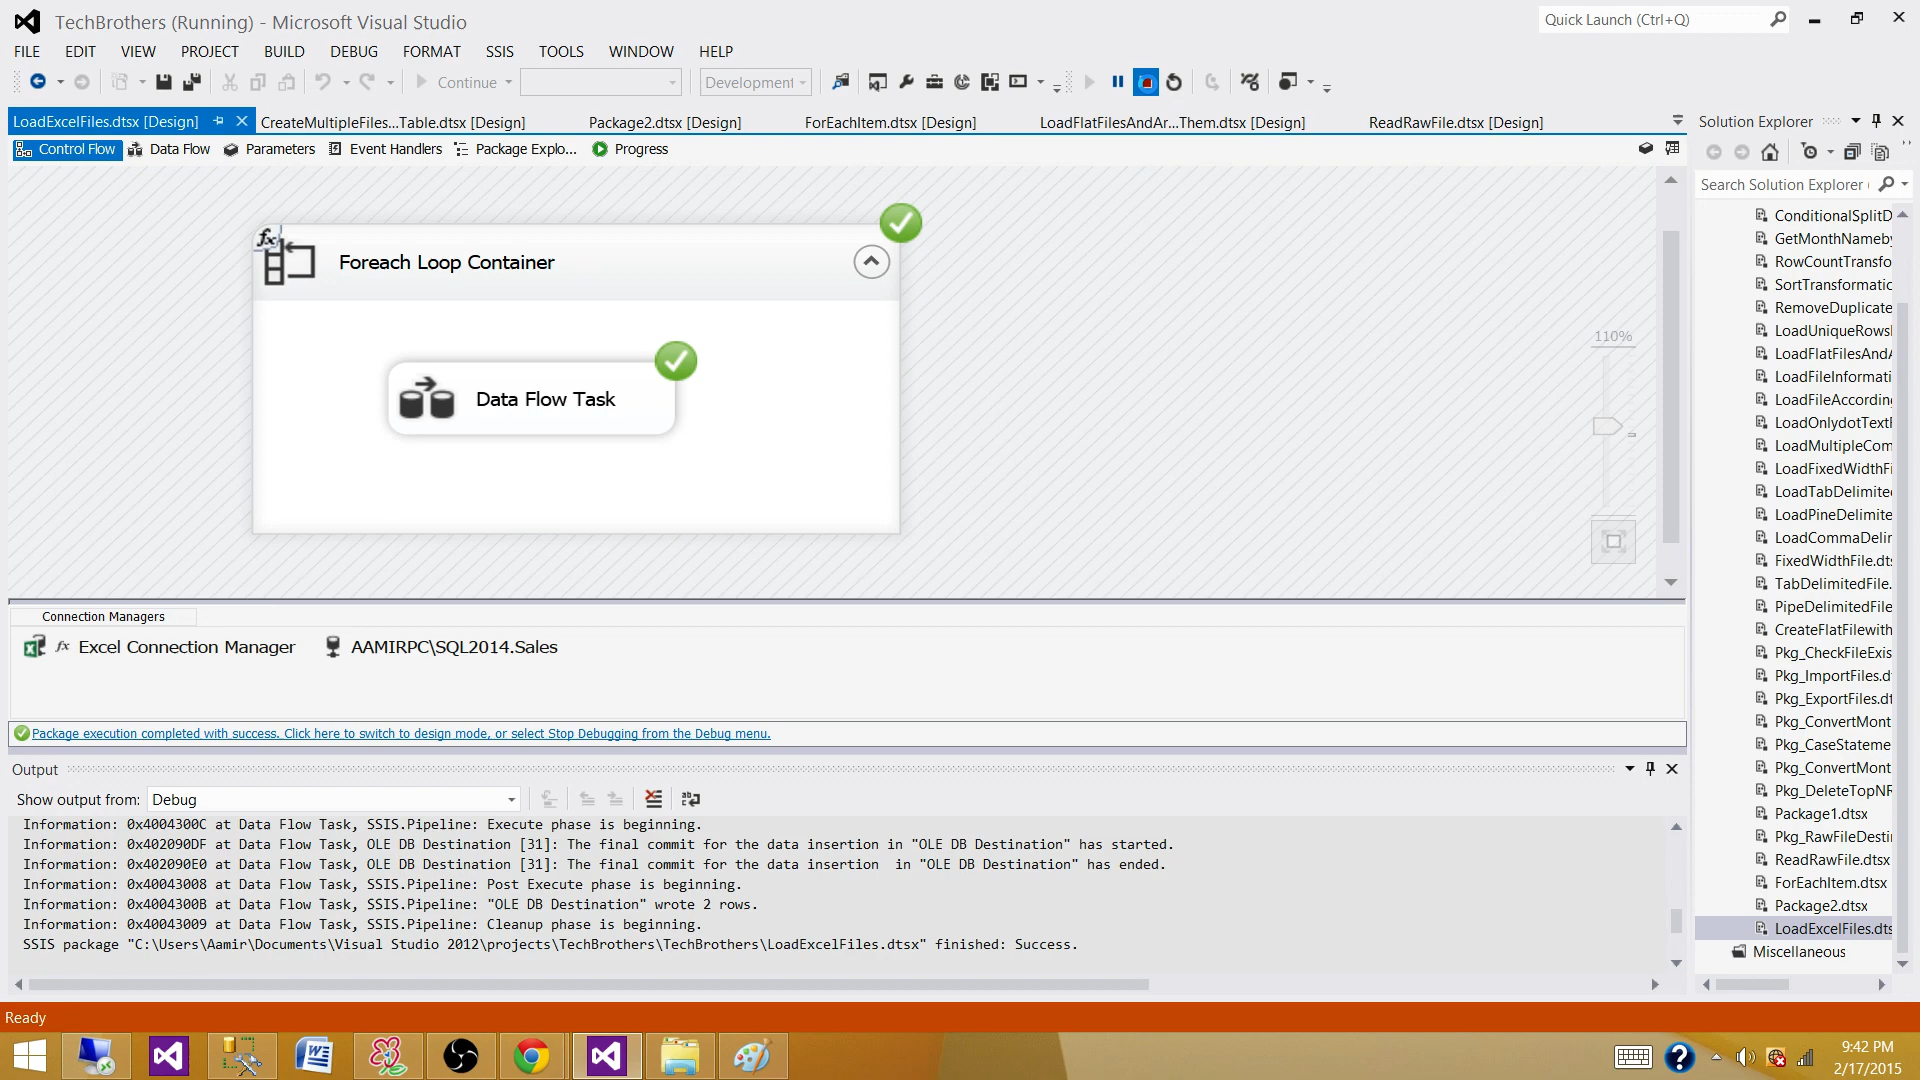 TechBrothers (Running) - Microsoft Visual Studio
Quick Launch (Ctrl+Q)
FILE EDIT VIEW PROJECT BUILD DEBUG FORMAT SSIS TOOLS WINDOW HELP
Continue Development
LoadExcelFiles.dtsx [Design] CreateMultipleFiles...Table.dtsx [Design] Package2.dtsx [Design] ForEachItem.dtsx [Design] LoadFlatFilesAndAr...Them.dtsx [Design] ReadRawFile.dtsx [Design]
Control Flow Data Flow Parameters Event Handlers Package Explo... Progress
fx
Foreach Loop Container
Data Flow Task
110%
Connection Managers
fx Excel Connection Manager AAMIRPC\SQL2014.Sales
Package execution completed with success. Click here to switch to design mode, or select Stop Debugging from the Debug menu.
Output
Show output from: Debug
Information: 0x4004300C at Data Flow Task, SSIS.Pipeline: Execute phase is beginning.
Information: 0x402090DF at Data Flow Task, OLE DB Destination [31]: The final commit for the data insertion in "OLE DB Destination" has started.
Information: 0x402090E0 at Data Flow Task, OLE DB Destination [31]: The final commit for the data insertion  in "OLE DB Destination" has ended.
Information: 0x40043008 at Data Flow Task, SSIS.Pipeline: Post Execute phase is beginning.
Information: 0x4004300B at Data Flow Task, SSIS.Pipeline: "OLE DB Destination" wrote 2 rows.
Information: 0x40043009 at Data Flow Task, SSIS.Pipeline: Cleanup phase is beginning.
SSIS package "C:\Users\Aamir\Documents\Visual Studio 2012\projects\TechBrothers\TechBrothers\LoadExcelFiles.dtsx" finished: Success.
Solution Explorer
Search Solution Explorer (
ConditionalSplitD
GetMonthNameby
RowCountTransfo
SortTransformatic
RemoveDuplicate
LoadUniqueRows
LoadFlatFilesAndA
LoadFileInformati
LoadFileAccording
LoadOnlydotTextF
LoadMultipleCom
LoadFixedWidthFi
LoadTabDelimited
LoadPineDelimite
LoadCommaDelir
FixedWidthFile.dts
TabDelimitedFile.
PipeDelimitedFile
CreateFlatFilewith
Pkg_CheckFileExis
Pkg_ImportFiles.d
Pkg_ExportFiles.dt
Pkg_ConvertMont
Pkg_CaseStateme
Pkg_ConvertMont
Pkg_DeleteTopNR
Package1.dtsx
Pkg_RawFileDesti
ReadRawFile.dtsx
ForEachItem.dtsx
Package2.dtsx
LoadExcelFiles.dts
Miscellaneous
Ready
9:42 PM
2/17/2015